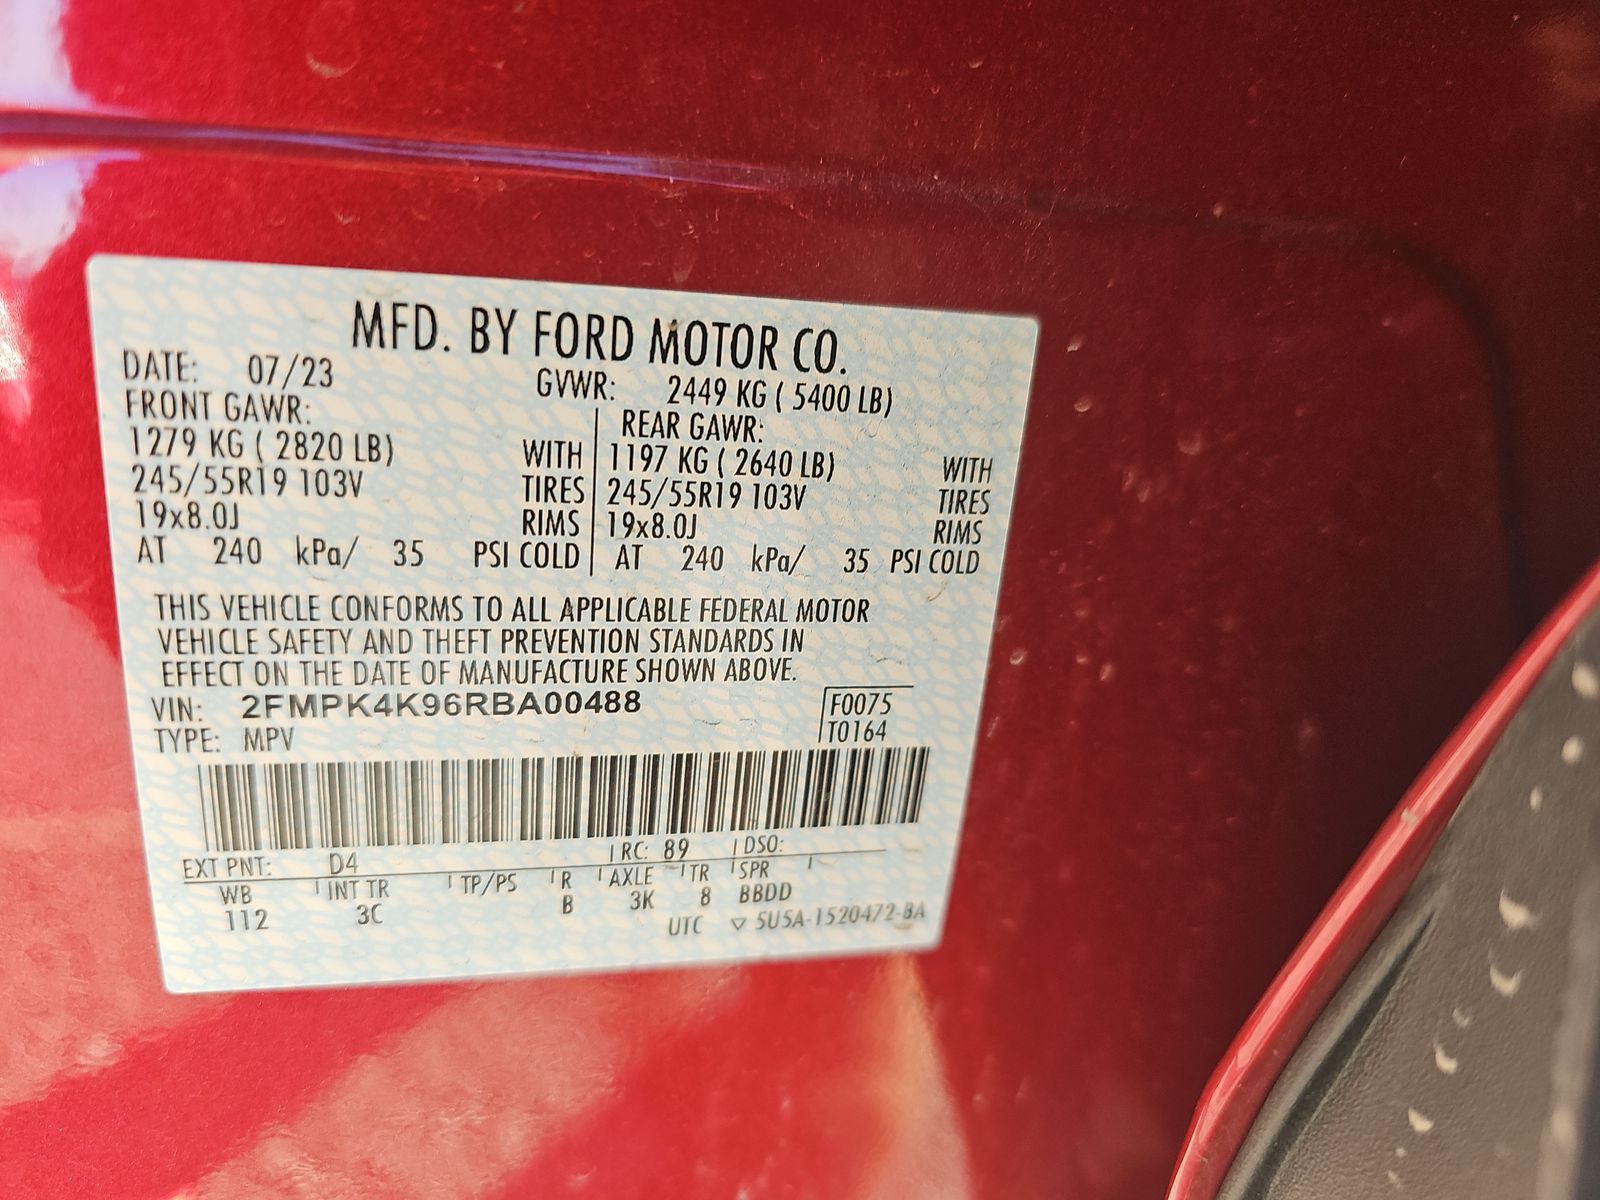 MFD. BY FORD MOTOR CO.
DATE: 07/23 GVWR: 2449 KG ( 5400 LB)
FRONT GAWR: REAR GAWR:
1279 KG ( 2820 LB) WITH 1197 KG ( 2640 LB) WITH
245/55R19 103V TIRES 245/55R19 103V TIRES
19x8.0J RIMS 19x8.0J RIMS
AT 240 kPa/ 35 PSI COLD AT 240 kPa/ 35 PSI COLD
THIS VEHICLE CONFORMS TO ALL APPLICABLE FEDERAL MOTOR
VEHICLE SAFETY AND THEFT PREVENTION STANDARDS IN
EFFECT ON THE DATE OF MANUFACTURE SHOWN ABOVE.
VIN: 2FMPK4K96RBA00488 F0075
TYPE: MPV T0164
EXT PNT: D4 RC: 89 DSO:
WB INT TR TP/PS R AXLE TR SPR
112 3C B 3K 8 BBDD
UTC ▽ 5U5A-1520472-BA